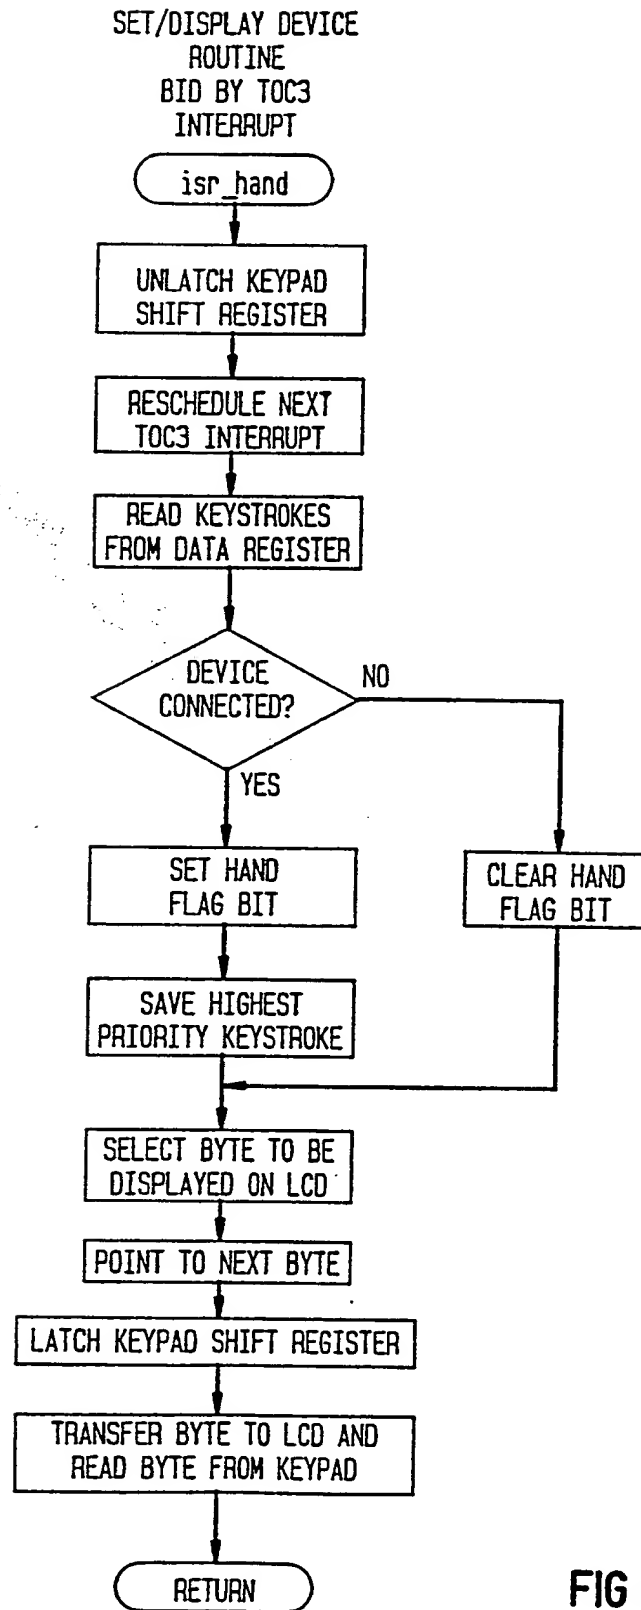 SET/DISPLAY DEVICE
ROUTINE
BID BY TOC3
INTERRUPT
isr_hand
UNLATCH KEYPAD
SHIFT REGISTER
RESCHEDULE NEXT
TOC3 INTERRUPT
READ KEYSTROKES
FROM DATA REGISTER
DEVICE
CONNECTED?
NO
YES
SET HAND
FLAG BIT
CLEAR HAND
FLAG BIT
SAVE HIGHEST
PRIORITY KEYSTROKE
SELECT BYTE TO BE
DISPLAYED ON LCD
POINT TO NEXT BYTE
LATCH KEYPAD SHIFT REGISTER
TRANSFER BYTE TO LCD AND
READ BYTE FROM KEYPAD
RETURN
FIG